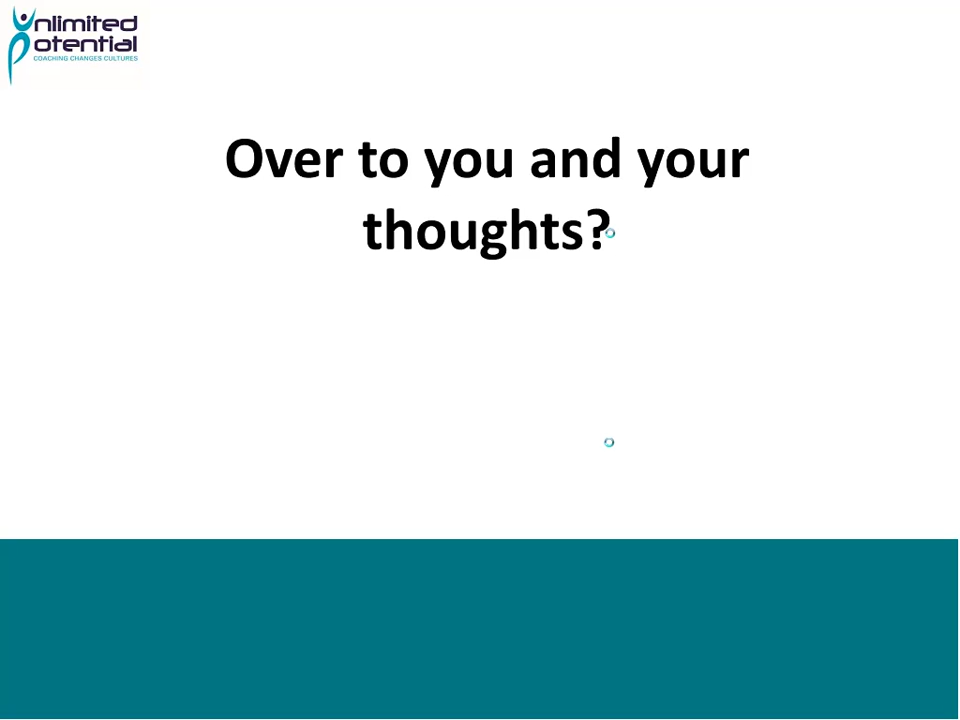 Unlimited
Potential
COACHING CHANGES CULTURES
Over to you and your
thoughts?